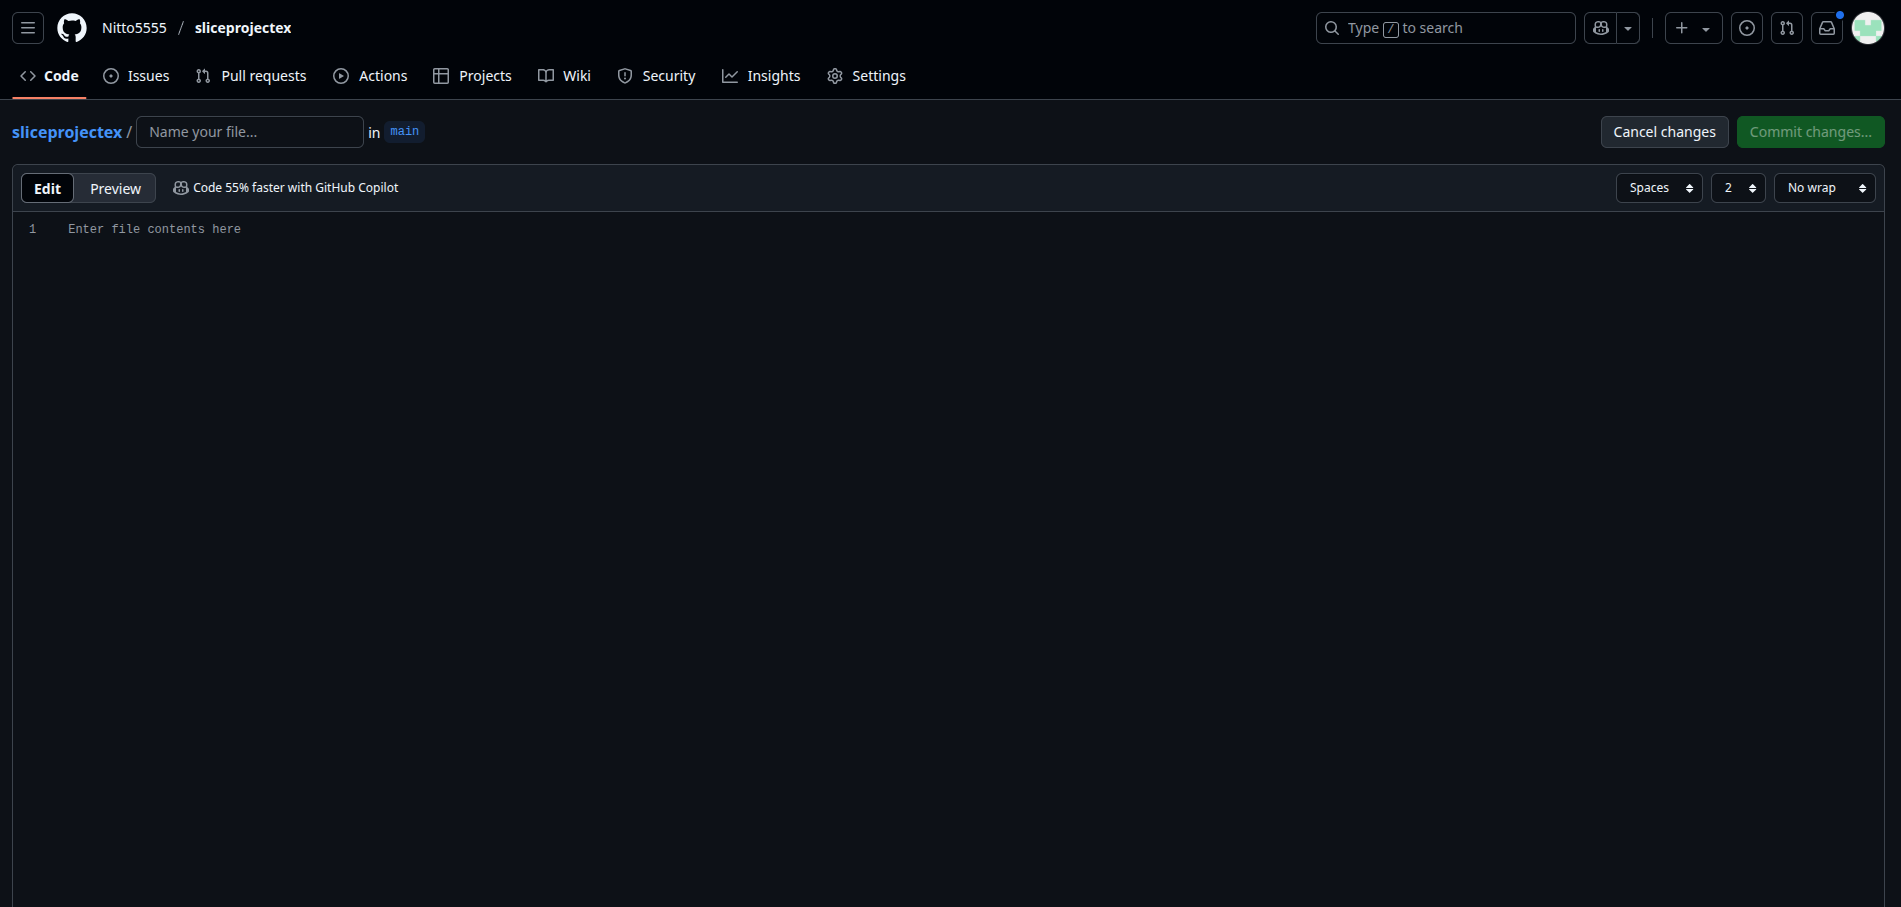 Nitto5555 / sliceprojectex
Type / to search
Code Issues Pull requests Actions Projects Wiki Security Insights Settings
sliceprojectex / Name your file... in main
Cancel changes Commit changes...
Edit Preview Code 55% faster with GitHub Copilot
Spaces 2 No wrap
1 Enter file contents here